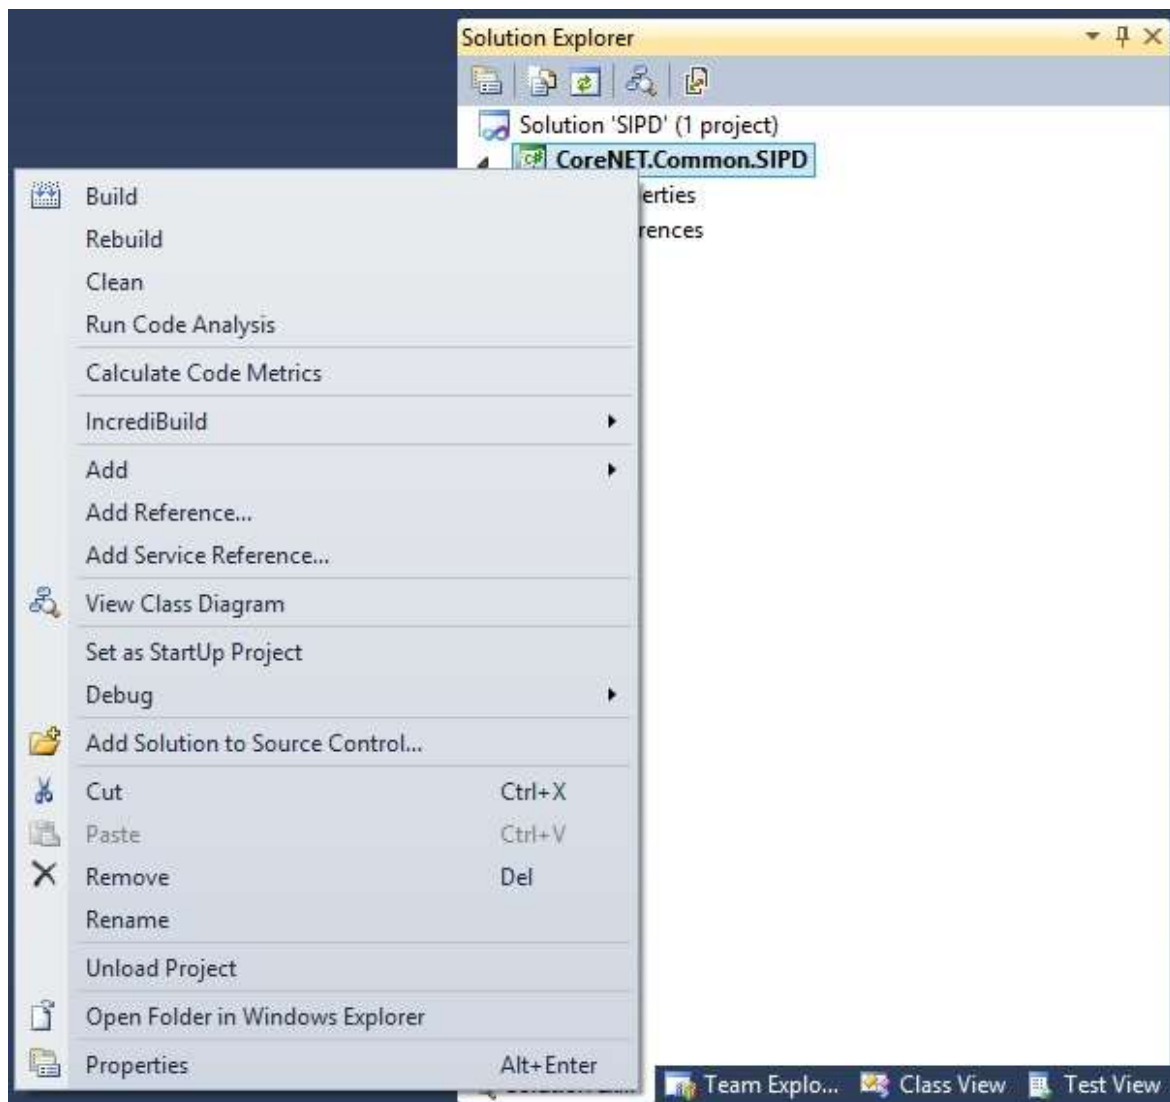 Solution Explorer
Solution 'SIPD' (1 project)
CoreNET.Common.SIPD
erties
rences
Build
Rebuild
Clean
Run Code Analysis
Calculate Code Metrics
IncrediBuild
Add
Add Reference...
Add Service Reference...
View Class Diagram
Set as StartUp Project
Debug
Add Solution to Source Control...
Cut Ctrl+X
Paste Ctrl+V
Remove Del
Rename
Unload Project
Open Folder in Windows Explorer
Properties Alt+Enter
Team Explo... Class View Test View